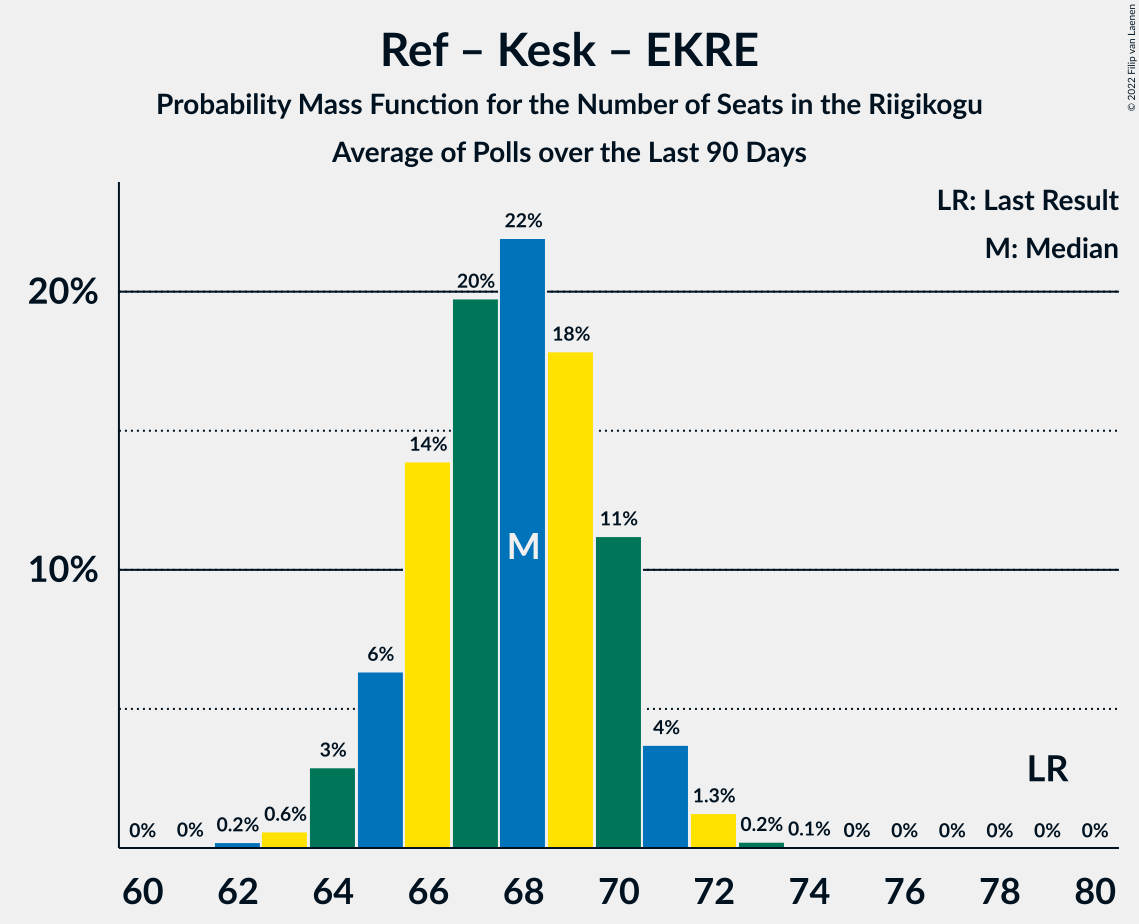 Ref – Kesk – EKRE
Probability Mass Function for the Number of Seats in the Riigikogu
Average of Polls over the Last 90 Days
© 2022 Filip van Laenen
LR: Last Result
M: Median
22%
20%
20%
18%
14%
11%
M
10%
6%
4%
3%
LR
1.3%
0% 0% 0.2% 0.6% 0.2% 0.1% 0% 0% 0% 0% 0% 0%
60 62 64 66 68 70 72 74 76 78 80